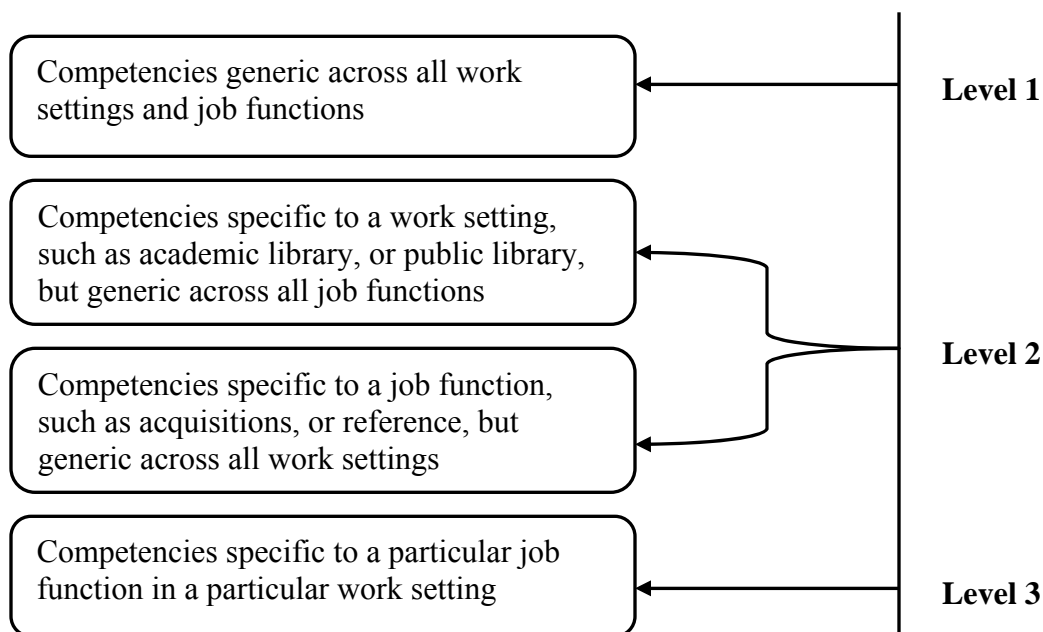 Competencies generic across all work
settings and job functions
Level 1
Competencies specific to a work setting,
such as academic library, or public library,
but generic across all job functions
Level 2
Competencies specific to a job function,
such as acquisitions, or reference, but
generic across all work settings
Competencies specific to a particular job
function in a particular work setting
Level 3